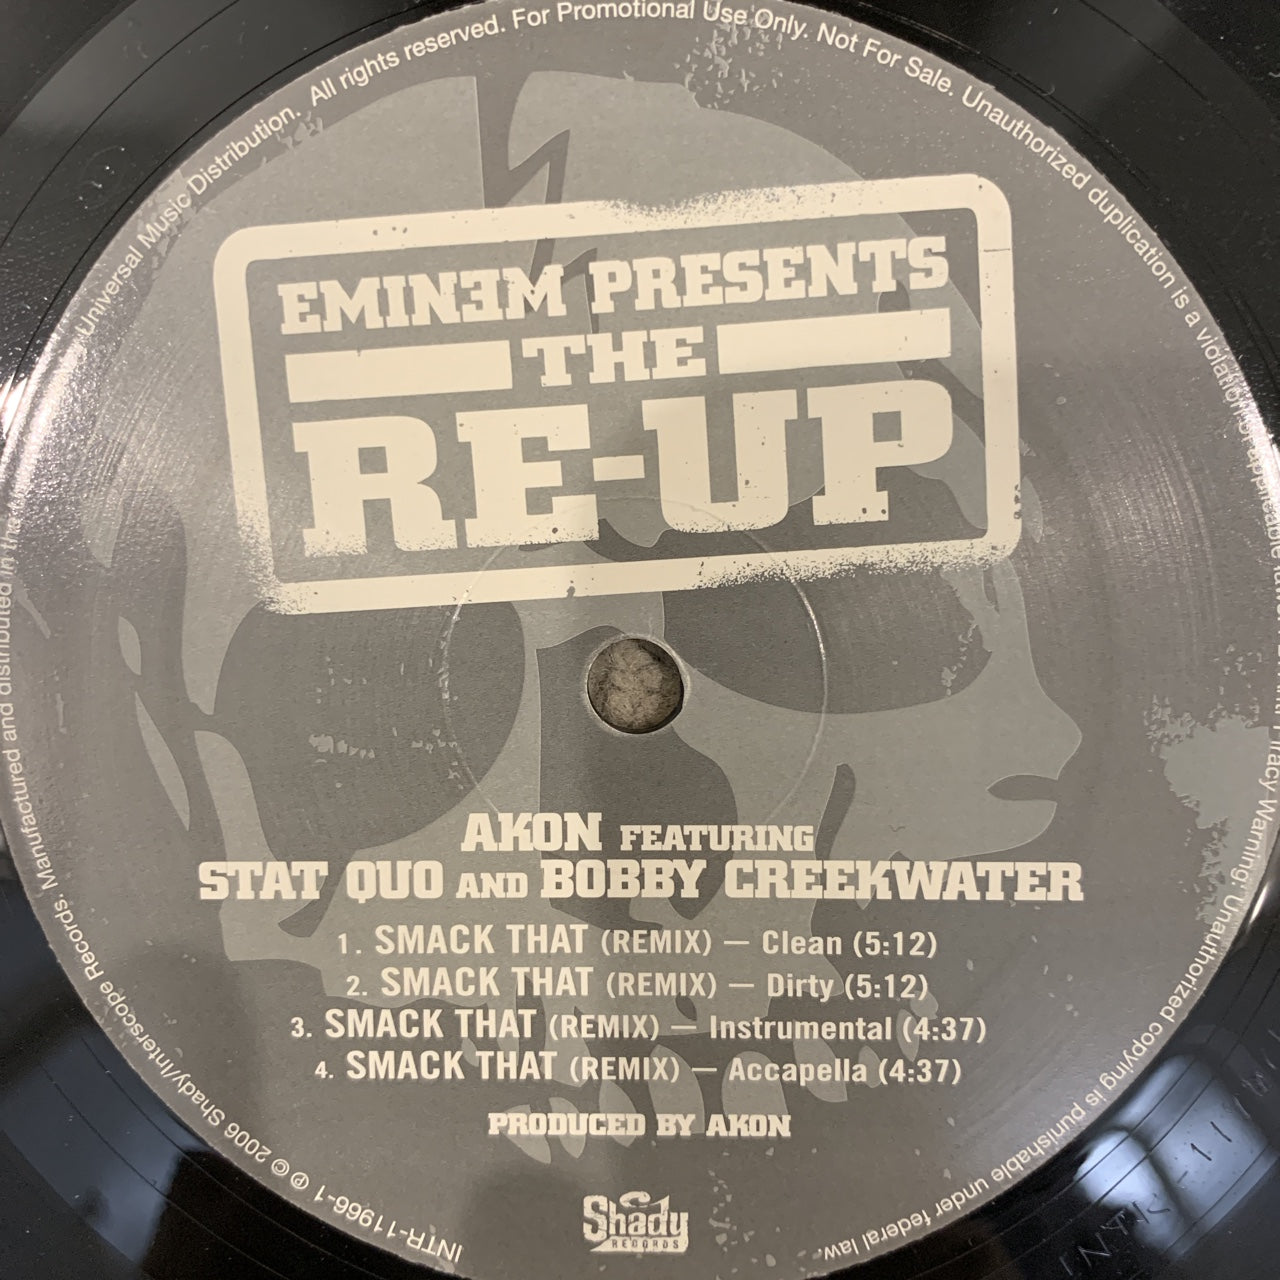 EMINƎM PRESENTS
THE
RE-UP
AKON FEATURING
STAT QUO AND BOBBY CREEKWATER
1. SMACK THAT (REMIX) — Clean (5:12)
2. SMACK THAT (REMIX) — Dirty (5:12)
3. SMACK THAT (REMIX) — Instrumental (4:37)
4. SMACK THAT (REMIX) — Accapella (4:37)
PRODUCED BY AKON
Shady
RECORDS
INTR-11966-1 ℗ © 2006 Shady/Interscope Records. Manufactured and distributed in the Universal Music Distribution. All rights reserved. For Promotional Use Only. Not For Sale. Unauthorized duplication is a violation Piracy Warning: Unauthorized copying is punishable under federal law.
INTR-11